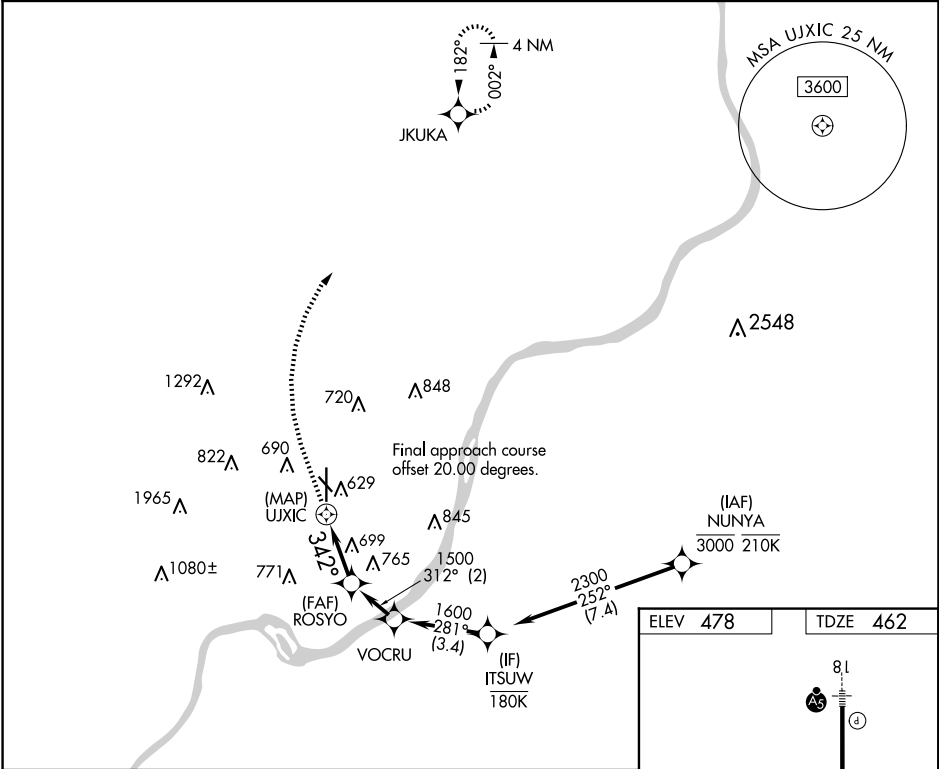 182°
002°
4 NM
JKUKA
MSA UJXIC 25 NM
3600
2548
1292
720
848
822
690
Final approach course
offset 20.00 degrees.
629
1965
(MAP)
UJXIC
342°
845
699
765
1080±
771
(FAF)
ROSYO
1500
312° (2)
(IAF)
NUNYA
3000 210K
2300
252°
(7.4)
1600
281°
(3.4)
VOCRU
(IF)
ITSUW
180K
ELEV 478
TDZE 462
18
A5
P